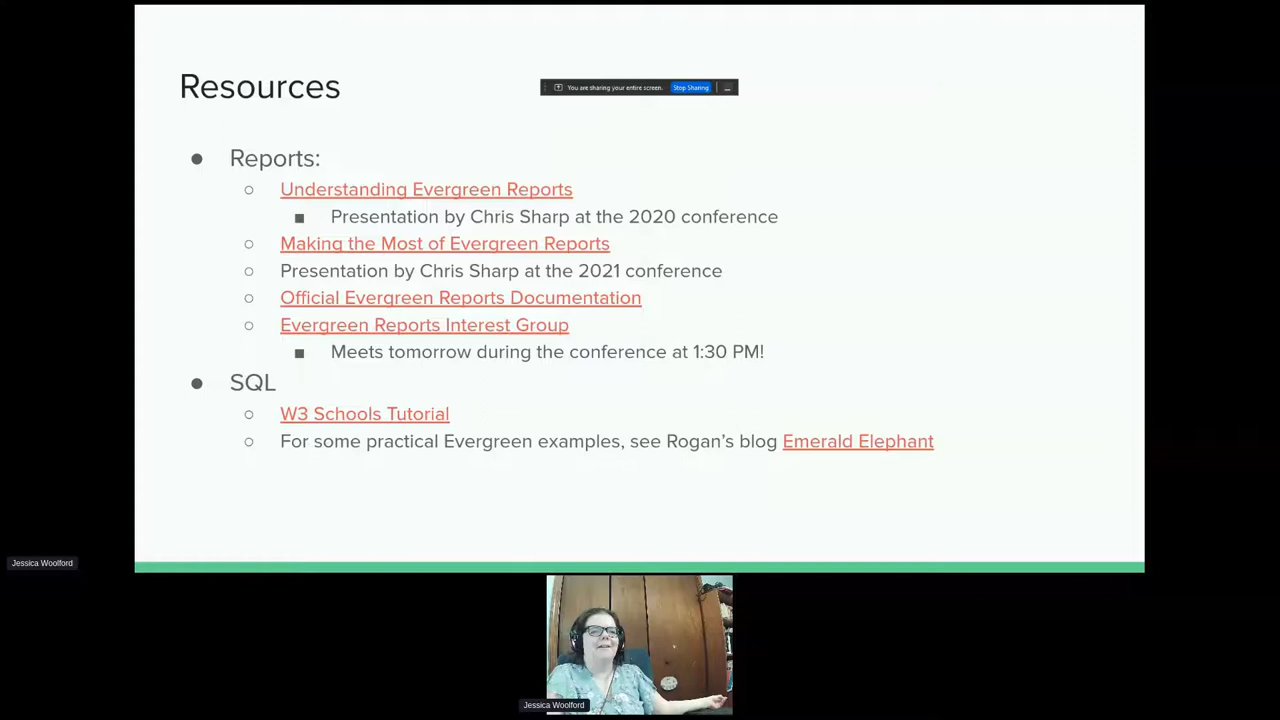 Resources
You are sharing your entire screen. Stop Sharing
Reports:
Understanding Evergreen Reports
Presentation by Chris Sharp at the 2020 conference
Making the Most of Evergreen Reports
Presentation by Chris Sharp at the 2021 conference
Official Evergreen Reports Documentation
Evergreen Reports Interest Group
Meets tomorrow during the conference at 1:30 PM!
SQL
W3 Schools Tutorial
For some practical Evergreen examples, see Rogan’s blog Emerald Elephant
Jessica Woolford
Jessica Woolford